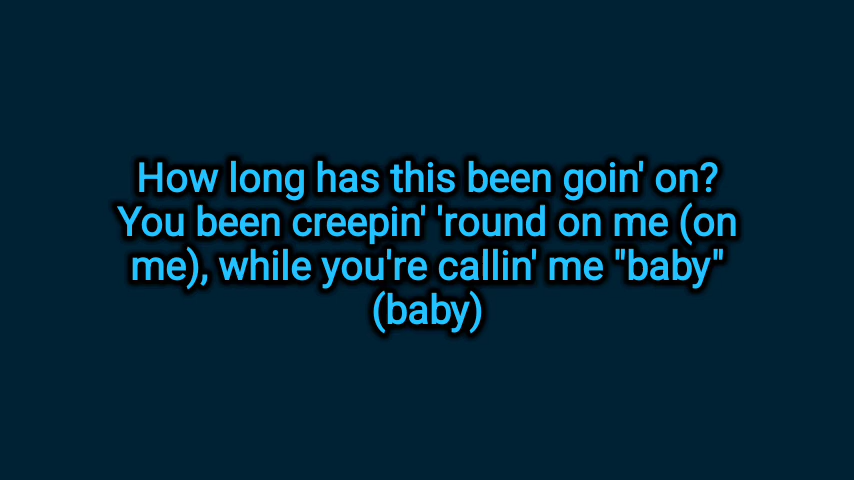 How long has this been goin' on?
You been creepin' 'round on me (on
me), while you're callin' me "baby"
(baby)